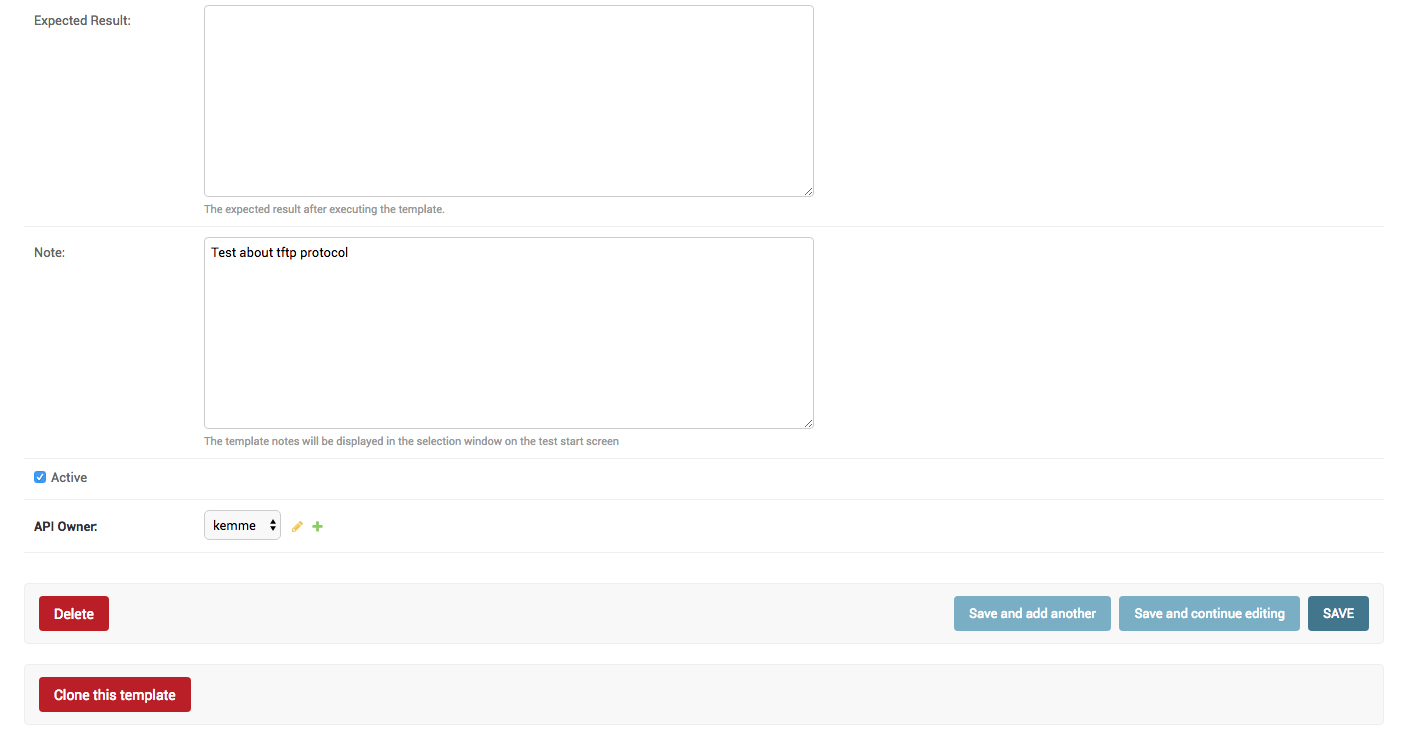 Expected Result:
The expected result after executing the template.
Note:
Test about tftp protocol
The template notes will be displayed in the selection window on the test start screen
Active
API Owner:
kemme
Delete
Save and add another
Save and continue editing
SAVE
Clone this template